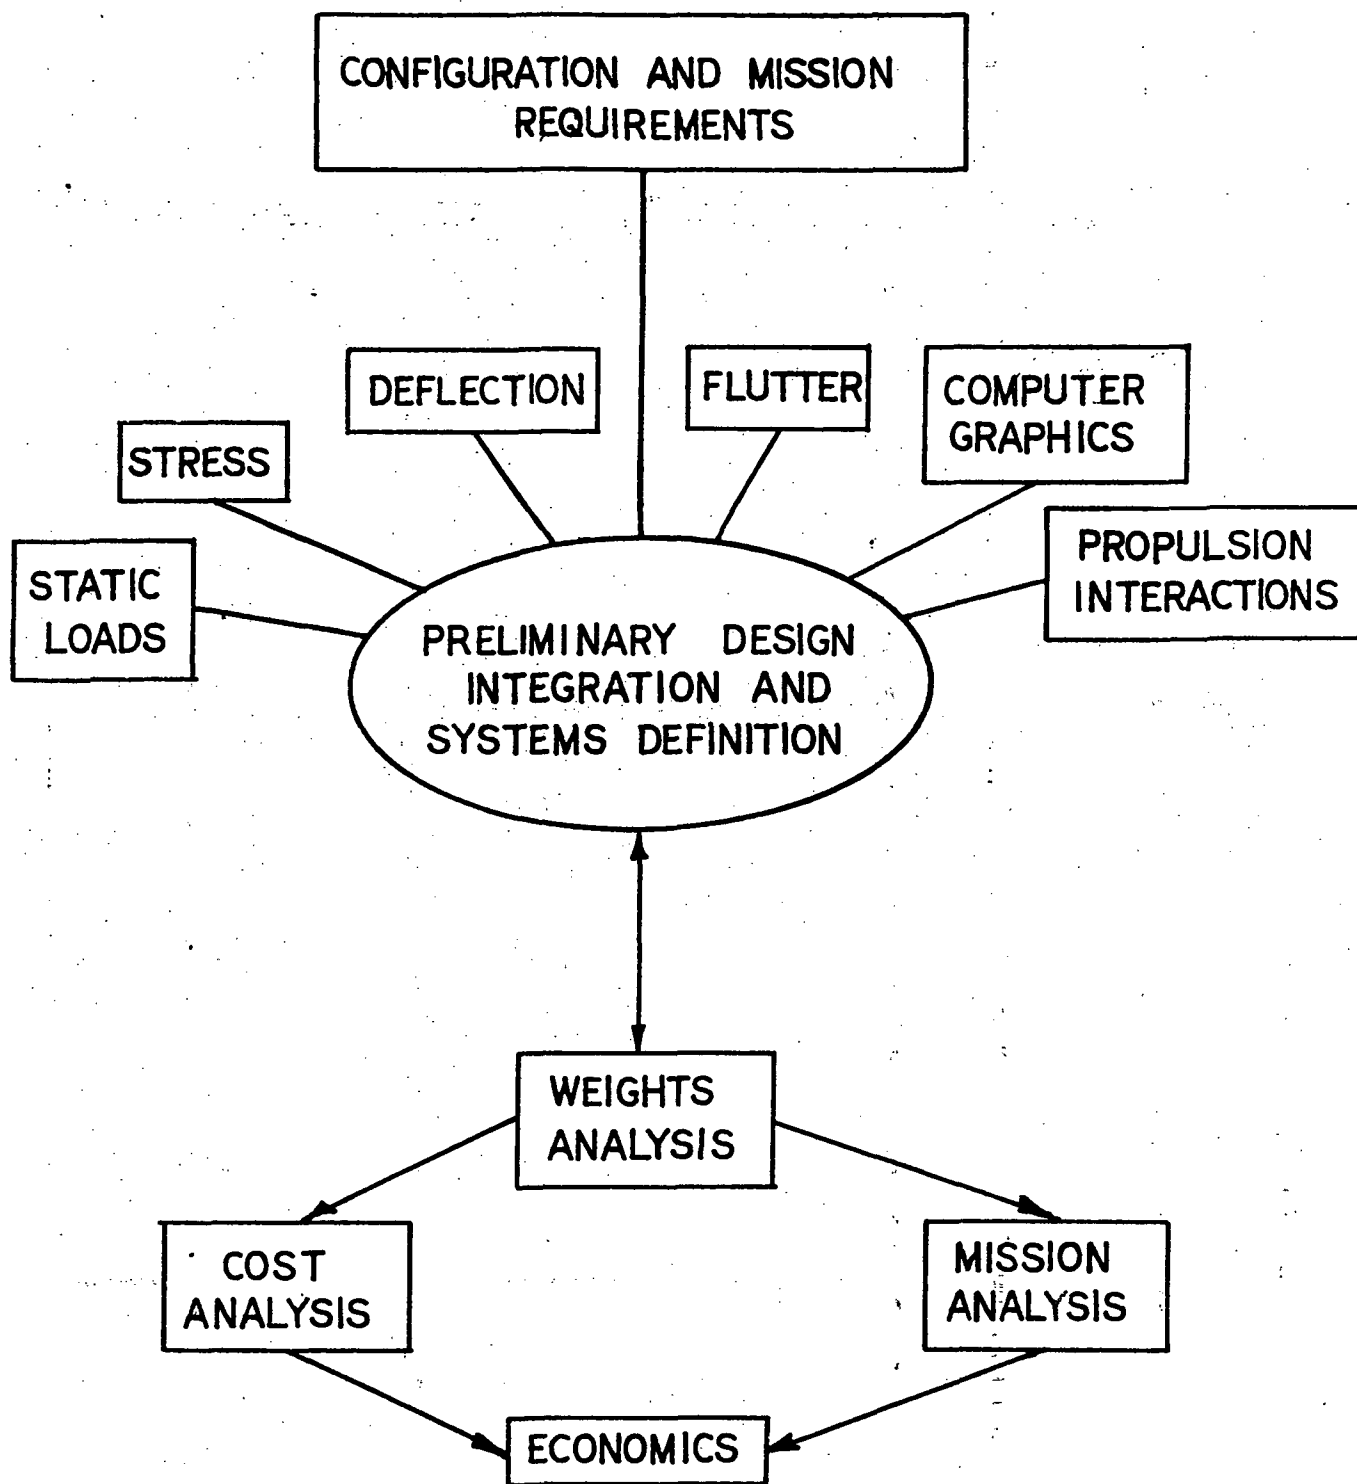 CONFIGURATION AND MISSION
REQUIREMENTS
DEFLECTION
FLUTTER
COMPUTER
GRAPHICS
STRESS
PROPULSION
INTERACTIONS
STATIC
LOADS
PRELIMINARY DESIGN
INTEGRATION AND
SYSTEMS DEFINITION
WEIGHTS
ANALYSIS
COST
ANALYSIS
MISSION
ANALYSIS
ECONOMICS